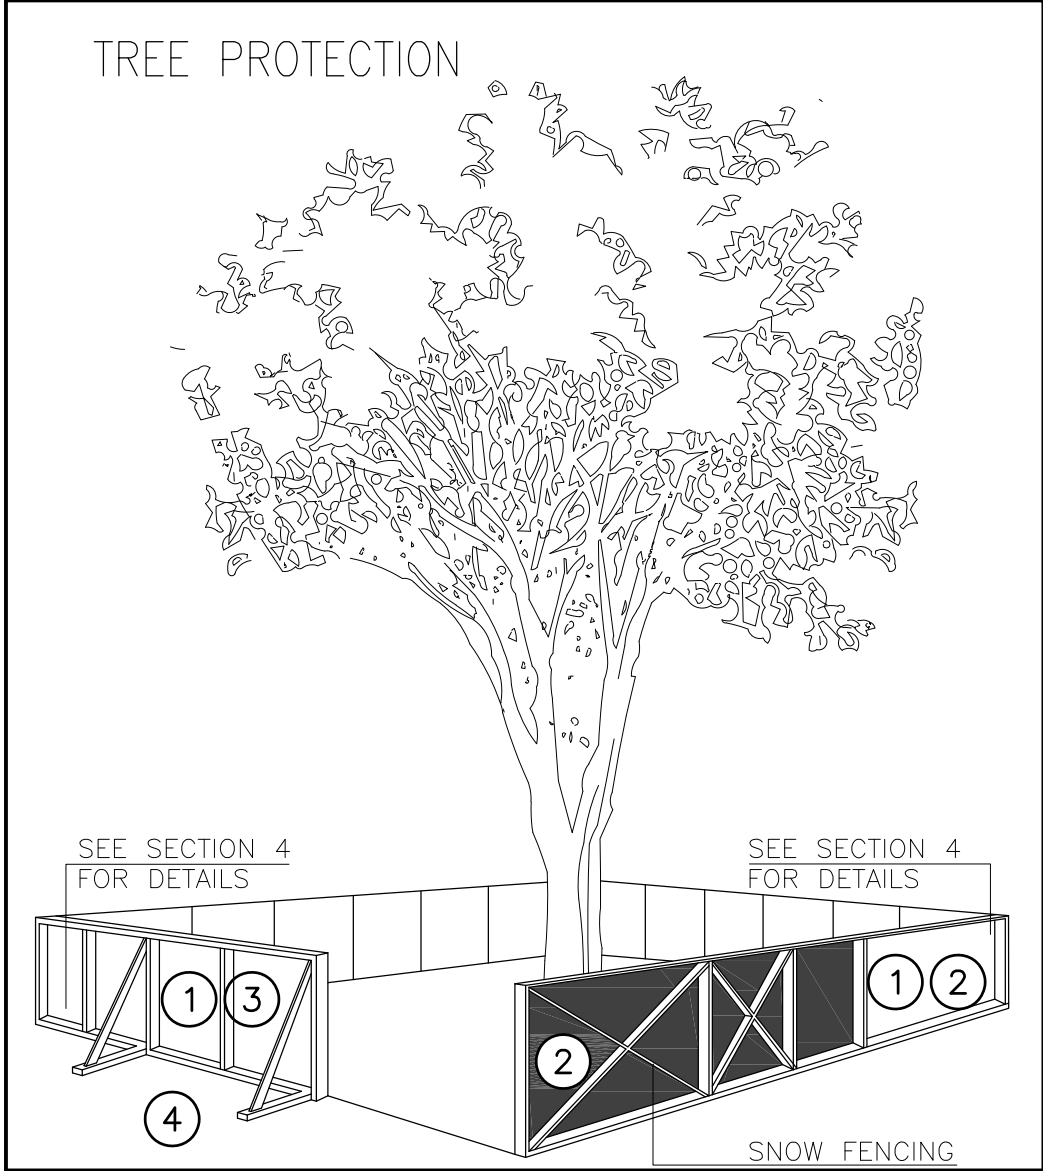 TREE PROTECTION
SEE SECTION 4
FOR DETAILS
SEE SECTION 4
FOR DETAILS
1 3
1 2
2
4
SNOW FENCING